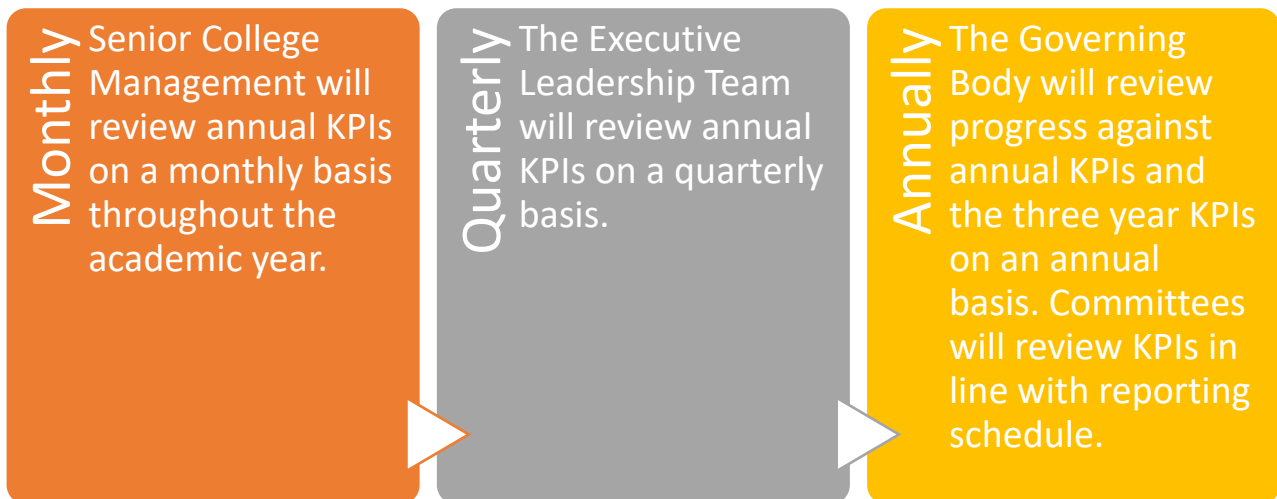 Monthly
Senior College
Management will
review annual KPIs
on a monthly basis
throughout the
academic year.
Quarterly
The Executive
Leadership Team
will review annual
KPIs on a quarterly
basis.
Annually
The Governing
Body will review
progress against
annual KPIs and
the three year KPIs
on an annual
basis. Committees
will review KPIs in
line with reporting
schedule.